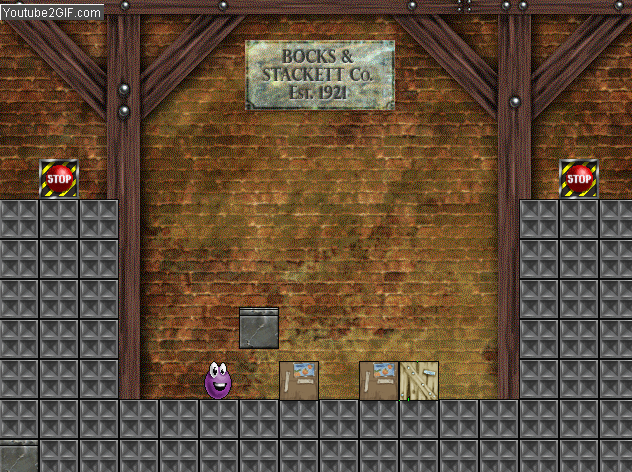 Youtube2GIF.com
BOCKS &
STACKETT CO.
EST. 1921
STOP
STOP